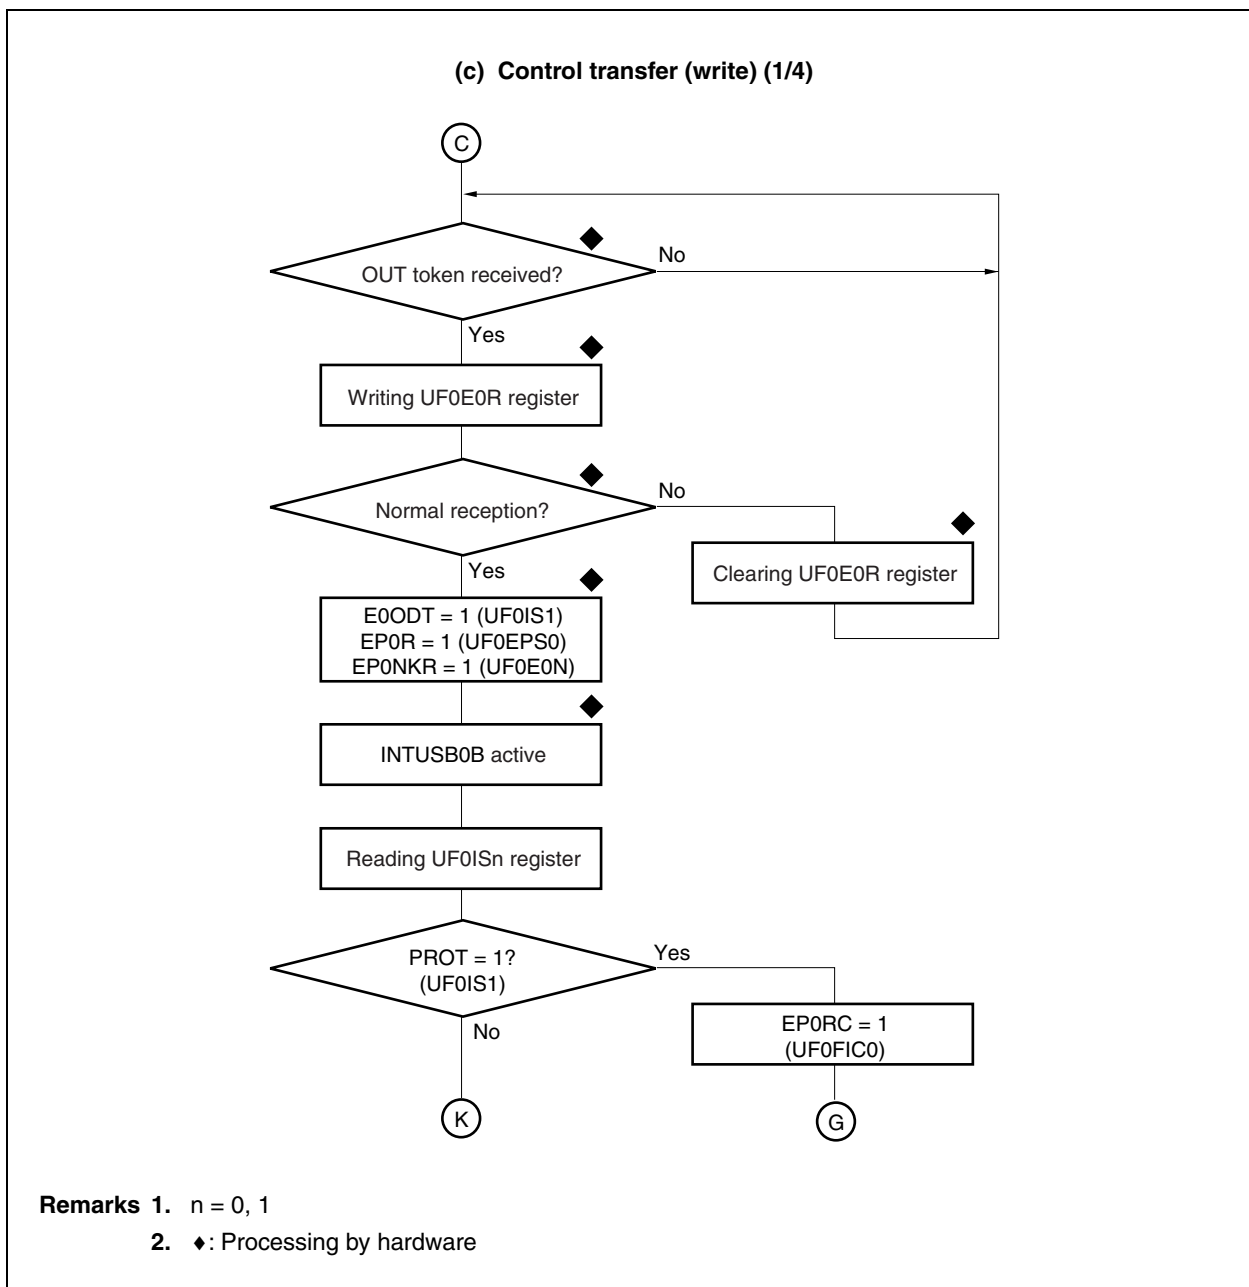 (c) Control transfer (write) (1/4)
C
OUT token received?
No
Yes
Writing UF0E0R register
Normal reception?
No
Clearing UF0E0R register
Yes
E0ODT = 1 (UF0IS1)
EP0R = 1 (UF0EPS0)
EP0NKR = 1 (UF0E0N)
INTUSB0B active
Reading UF0ISn register
PROT = 1?
(UF0IS1)
Yes
No
EP0RC = 1
(UF0FIC0)
K
G
Remarks 1. n = 0, 1
2. ♦: Processing by hardware